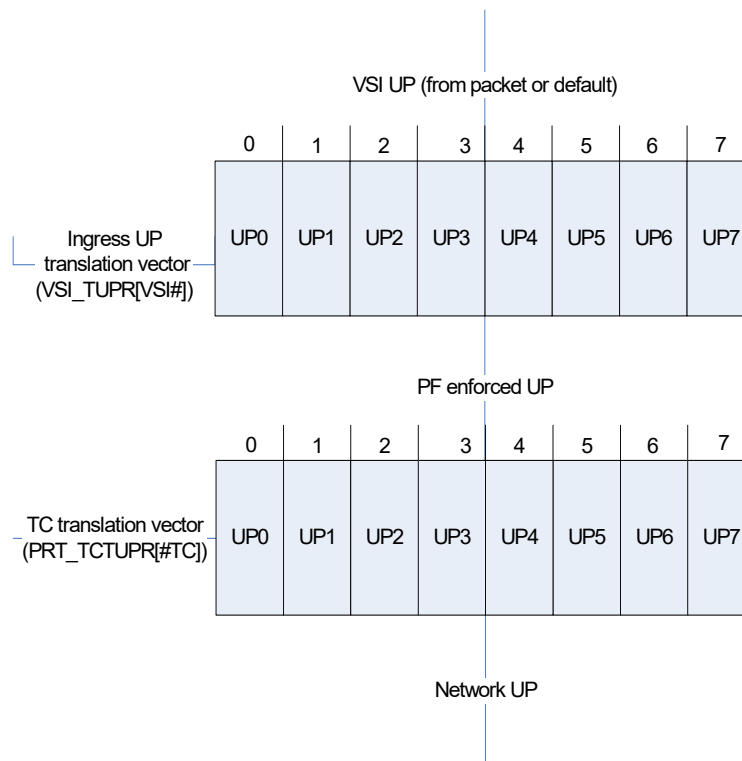 VSI UP (from packet or default)
0 1 2 3 4 5 6 7
Ingress UP
translation vector
(VSI_TUPR[VSI#])
UP0 UP1 UP2 UP3 UP4 UP5 UP6 UP7
PF enforced UP
0 1 2 3 4 5 6 7
TC translation vector
(PRT_TCTUPR[#TC])
UP0 UP1 UP2 UP3 UP4 UP5 UP6 UP7
Network UP